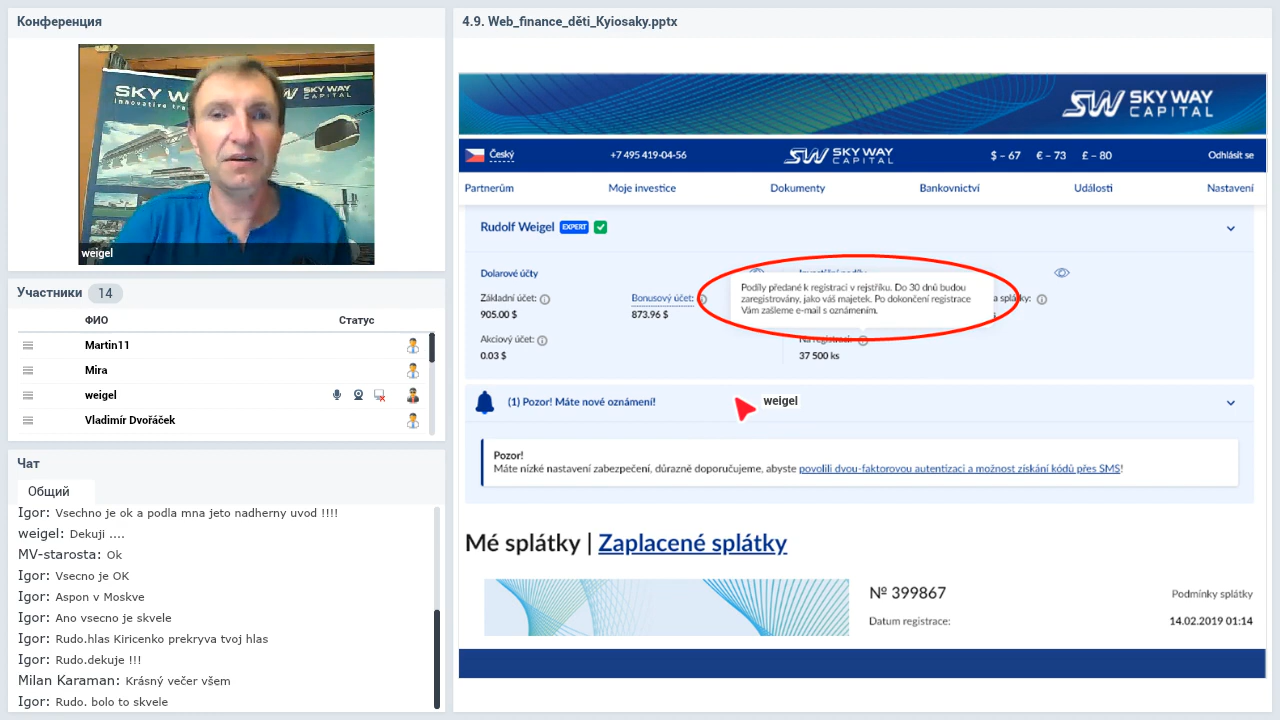 Конференция
SKY W
innovative tra
SKY WAY
CAPITAL
weigel
Участники 14
ФИО Статус
Martin11
Mira
weigel
Vladimír Dvořáček
Чат
Общий
Igor: Vsechno je ok a podla mna jeto nadherny uvod !!!!
weigel: Dekuji ....
MV-starosta: Ok
Igor: Vsecno je OK
Igor: Aspon v Moskve
Igor: Ano vsecno je skvele
Igor: Rudo.hlas Kiricenko prekryva tvoj hlas
Igor: Rudo.dekuje !!!
Milan Karaman: Krásný večer všem
Igor: Rudo. bolo to skvele
4.9. Web_finance_děti_Kyiosaky.pptx
SW SKY WAY
CAPITAL
Český +7 495 419-04-56 SW SKY WAY CAPITAL $ – 67 € – 73 £ – 80 Odhlásit se
Partnerům Moje investice Dokumenty Bankovnictví Události Nastavení
Rudolf Weigel EXPERT
Dolarové účty Investiční podíly
Základní účet: Bonusový účet: a splátky:
905.00 $ 873.96 $
Podíly předané k registraci v rejstříku. Do 30 dnů budou
zaregistrovány, jako váš majetek. Po dokončení registrace
Vám zašleme e-mail s oznámením.
Akciový účet: Na registraci:
0.03 $ 37 500 ks
(1) Pozor! Máte nové oznámení!
weigel
Pozor!
Máte nízké nastavení zabezpečení, důrazně doporučujeme, abyste povolili dvou-faktorovou autentizaci a možnost získání kódů přes SMS!
Mé splátky | Zaplacené splátky
№ 399867 Podmínky splátky
Datum registrace: 14.02.2019 01:14